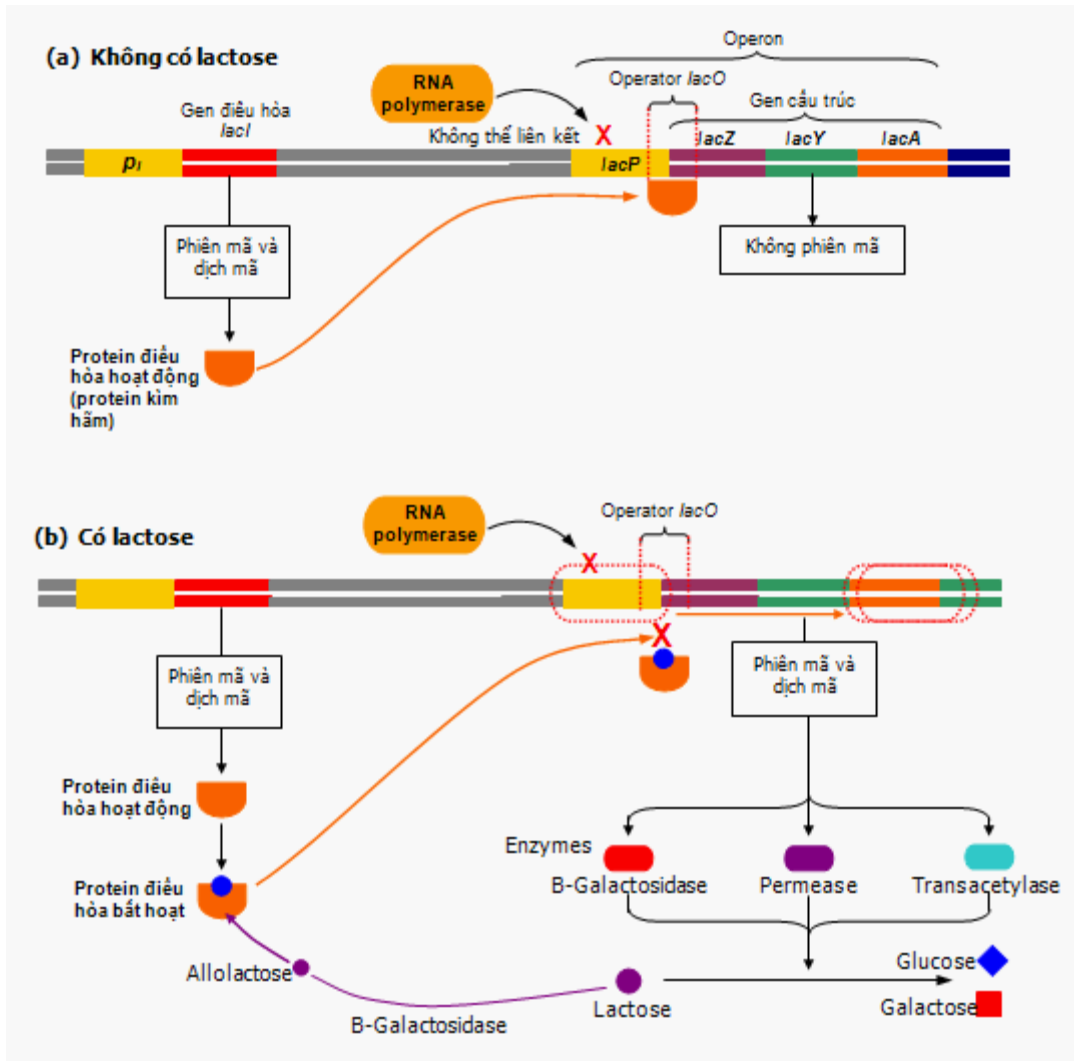 (a) Không có lactose
Operon
RNA
polymerase
Operator lacO
Gen cấu trúc
Gen điều hòa
lacI
Không thể liên kết
X
lacZ
lacY
lacA
pI
lacP
Phiên mã và
dịch mã
Không phiên mã
Protein điều
hòa hoạt động
(protein kìm
hãm)
(b) Có lactose
RNA
polymerase
Operator lacO
X
X
Phiên mã và
dịch mã
Phiên mã và
dịch mã
Protein điều
hòa hoạt động
Enzymes
B-Galactosidase
Permease
Transacetylase
Protein điều
hòa bất hoạt
Allolactose
Lactose
Glucose
Galactose
B-Galactosidase